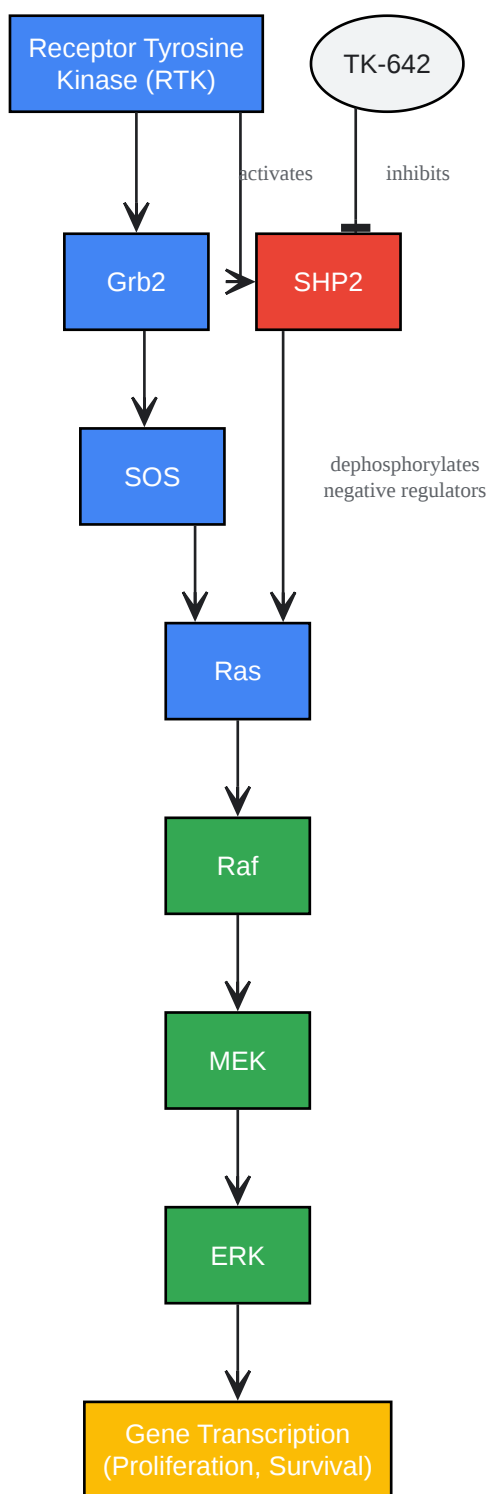 Receptor Tyrosine
Kinase (RTK)
TK-642
activates
inhibits
Grb2
SHP2
SOS
dephosphorylates
negative regulators
Ras
Raf
MEK
ERK
Gene Transcription
(Proliferation, Survival)